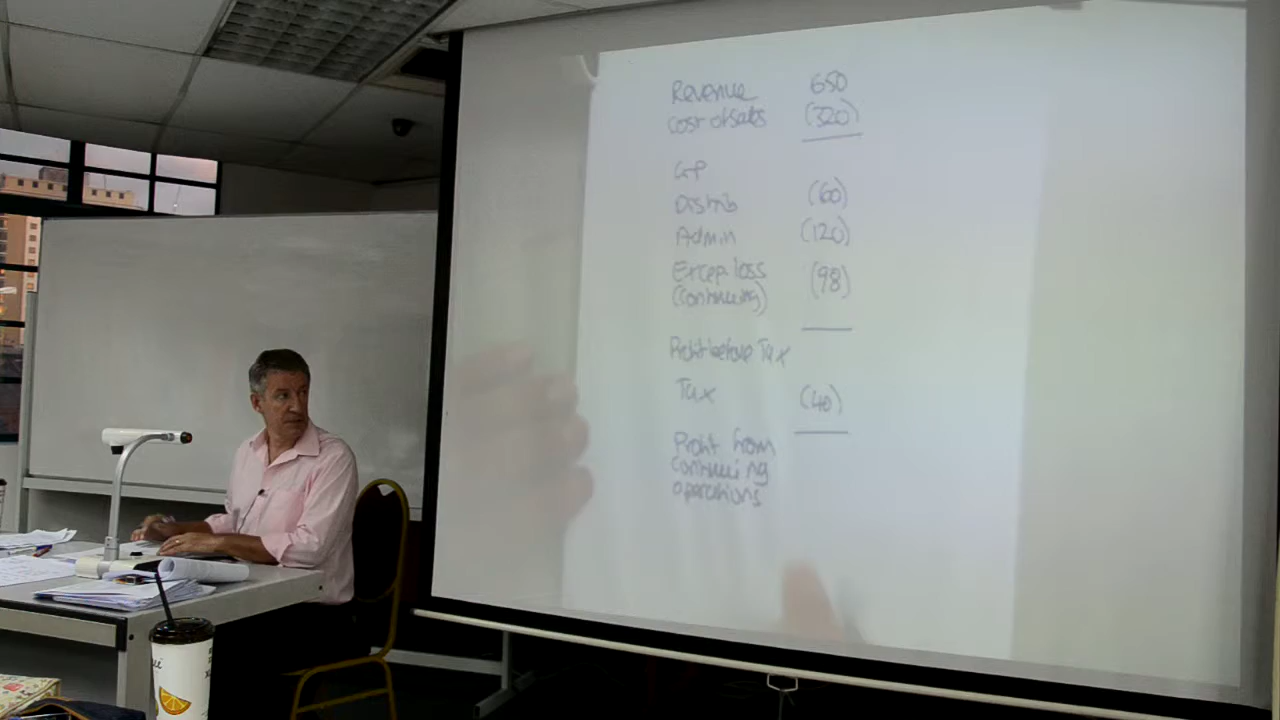 Revenue 650
Cost of sales (320)
GP
Distrib (60)
Admin (120)
Excep. loss (98)
(continuing)
Profit before Tax
Tax (40)
Profit from
continuing
operations